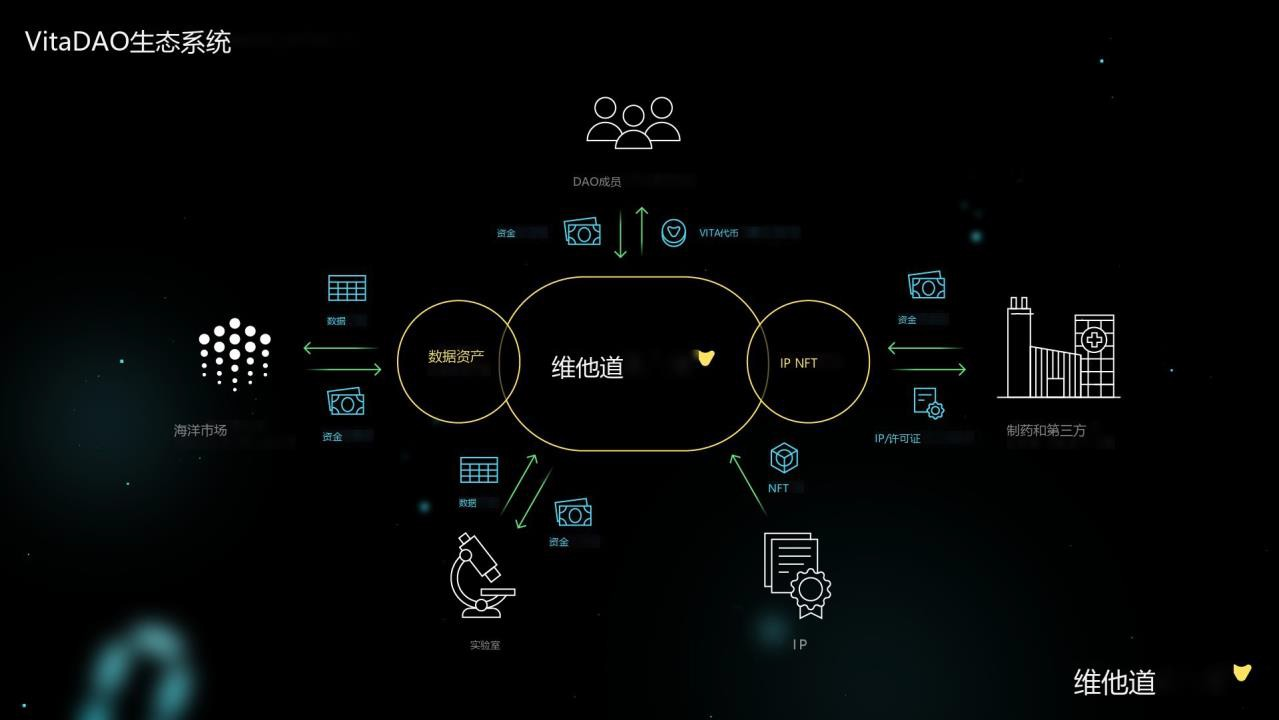 VitaDAO生态系统
DAO成员
资金
VITA代币
数据
资金
数据资产
维他道
IP NFT
资金
海洋市场
资金
IP/许可证
制药和第三方
数据
资金
NFT
实验室
IP
维他道